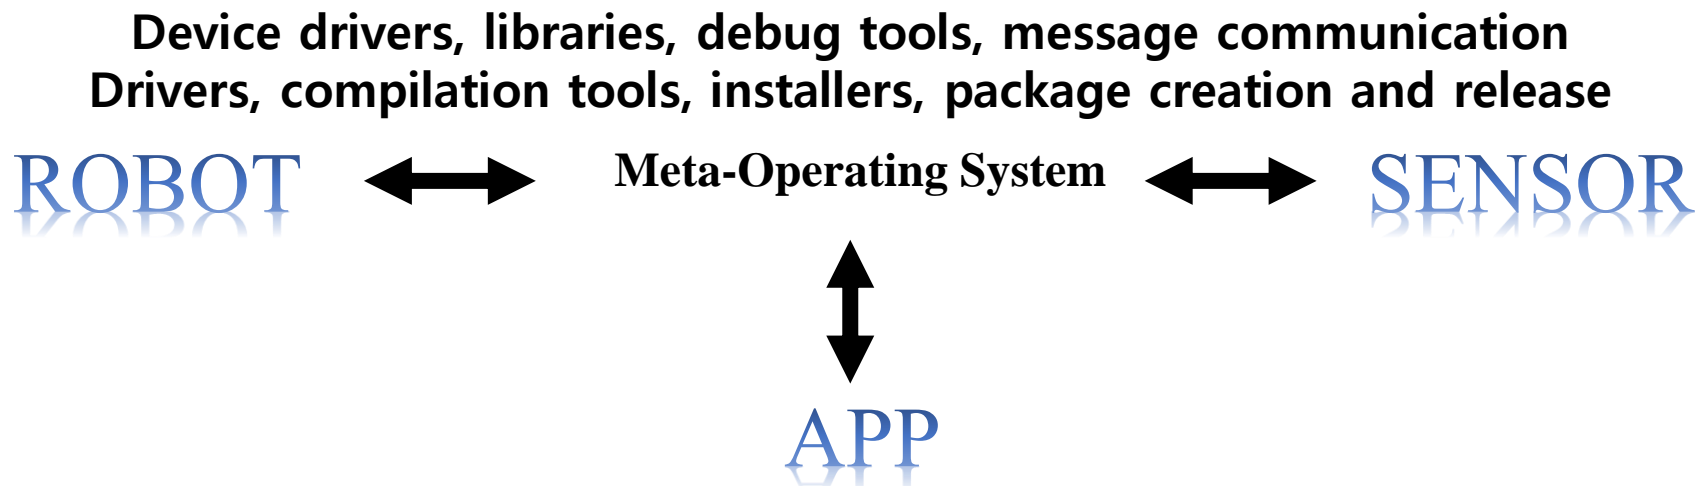 Device drivers, libraries, debug tools, message communication
Drivers, compilation tools, installers, package creation and release
ROBOT
Meta-Operating System
SENSOR
APP